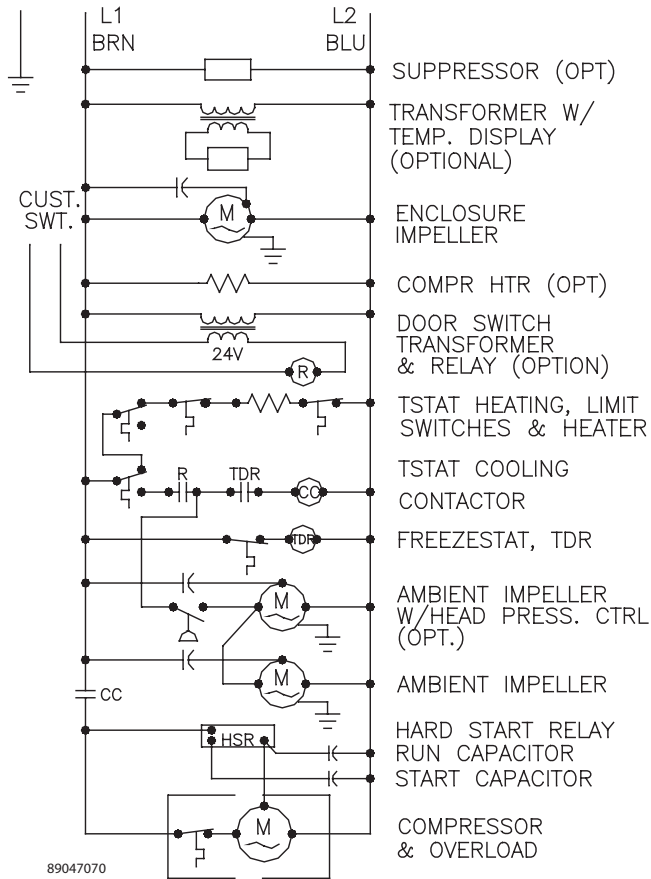 L1
L2
BRN
BLU
SUPPRESSOR (OPT)
TRANSFORMER W/
TEMP. DISPLAY
(OPTIONAL)
CUST.
SWT.
M
ENCLOSURE
IMPELLER
COMPR HTR (OPT)
DOOR SWITCH
TRANSFORMER
24V
R
& RELAY (OPTION)
TSTAT HEATING, LIMIT
SWITCHES & HEATER
TSTAT COOLING
R
TDR
CC
CONTACTOR
TDR
FREEZESTAT, TDR
M
AMBIENT IMPELLER
W/HEAD PRESS. CTRL
(OPT.)
M
AMBIENT IMPELLER
CC
HARD START RELAY
HSR
RUN CAPACITOR
START CAPACITOR
M
COMPRESSOR
& OVERLOAD
89047070